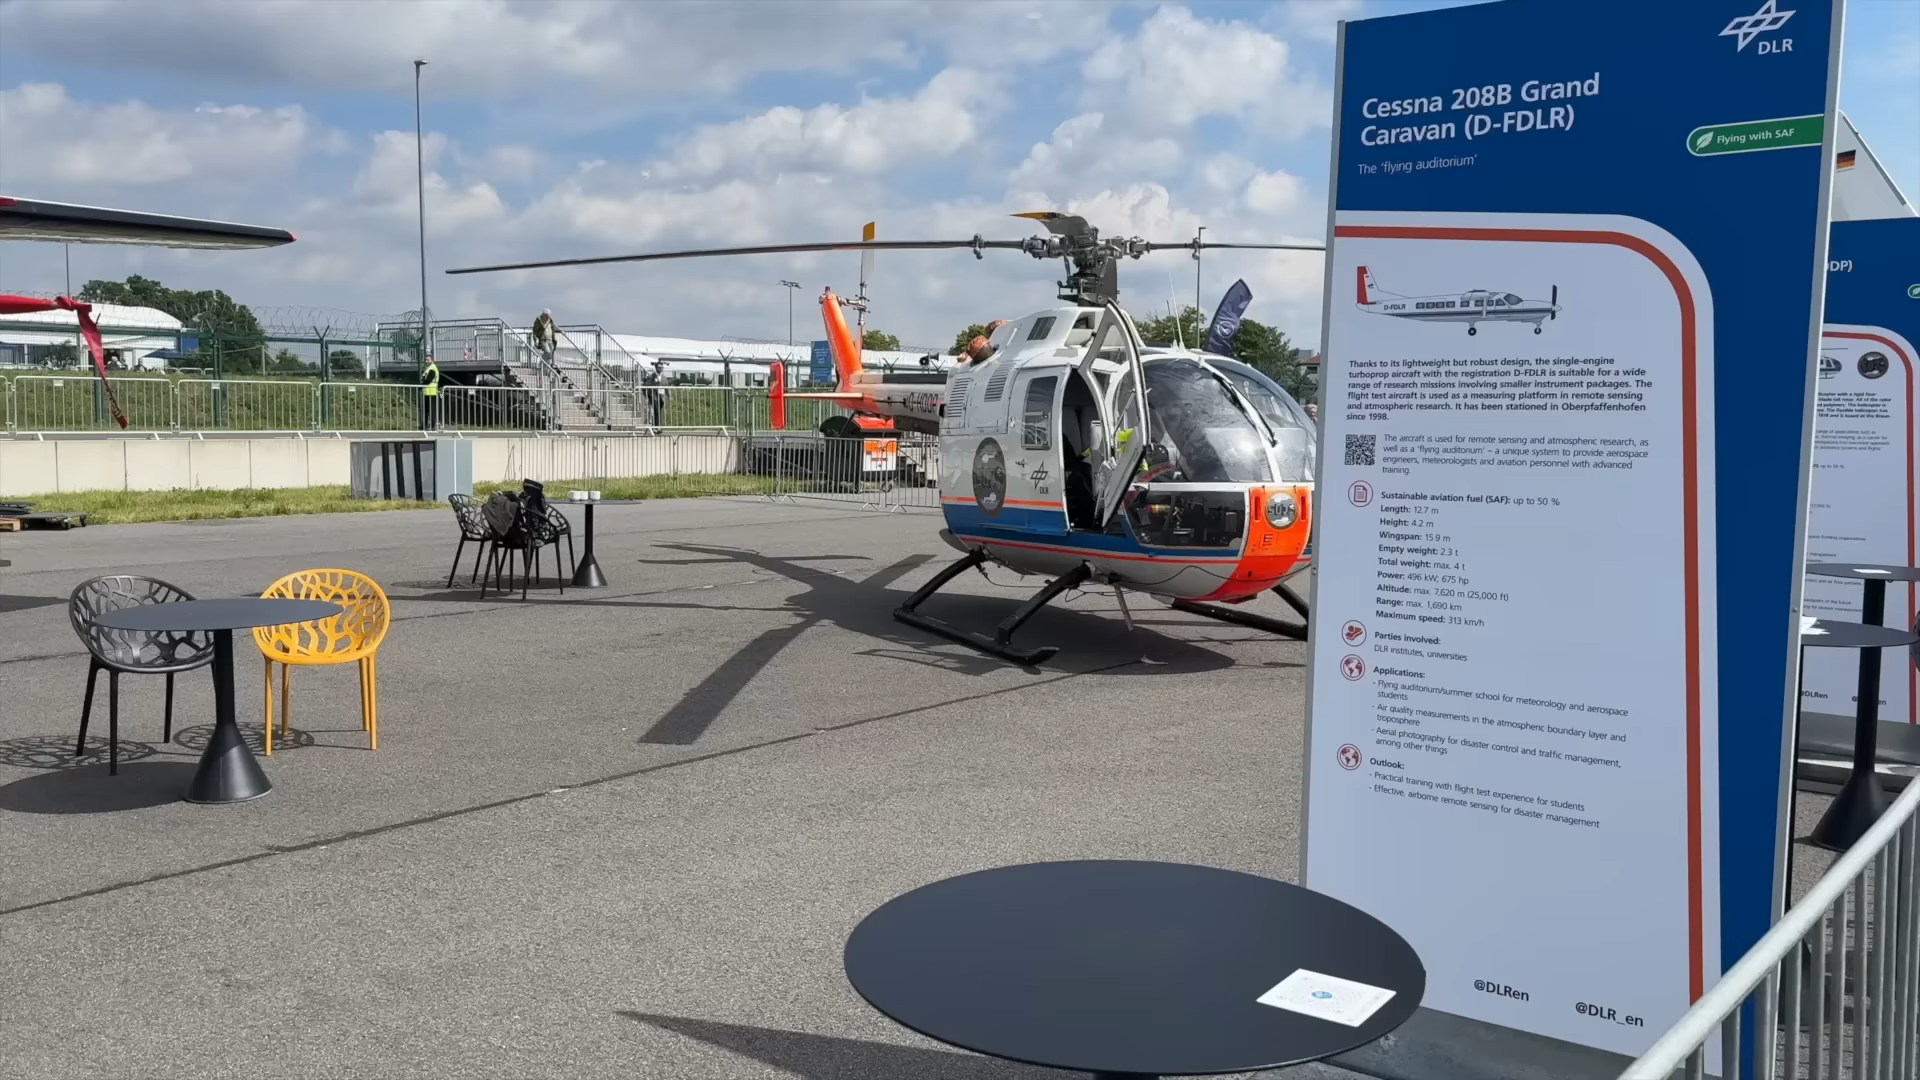 DLR
Cessna 208B Grand
Caravan (D-FDLR)
The 'flying auditorium'
Flying with SAF
D-FDLR
Thanks to its lightweight but robust design, the single-engine
turboprop aircraft with the registration D-FDLR is suitable for a wide
range of research missions involving smaller instrument packages. The
flight test aircraft is used as a measuring platform in remote sensing
and atmospheric research. It has been stationed in Oberpfaffenhofen
since 1998.
The aircraft is used for remote sensing and atmospheric research, as
well as a 'flying auditorium' – a unique system to provide aerospace
engineers, meteorologists and aviation personnel with advanced
training.
Sustainable aviation fuel (SAF): up to 50 %
Length: 12.7 m
Height: 4.2 m
Wingspan: 15.9 m
Empty weight: 2.3 t
Total weight: max. 4 t
Power: 496 kW; 675 hp
Altitude: max. 7,620 m (25,000 ft)
Range: max. 1,690 km
Maximum speed: 313 km/h
Parties involved:
DLR institutes, universities
Applications:
- Flying auditorium/summer school for meteorology and aerospace
students
- Air quality measurements in the atmospheric boundary layer and
troposphere
- Aerial photography for disaster control and traffic management,
among other things
Outlook:
- Practical training with flight test experience for students
- Effective, airborne remote sensing for disaster management
@DLRen
@DLR_en
DLR
DDP)